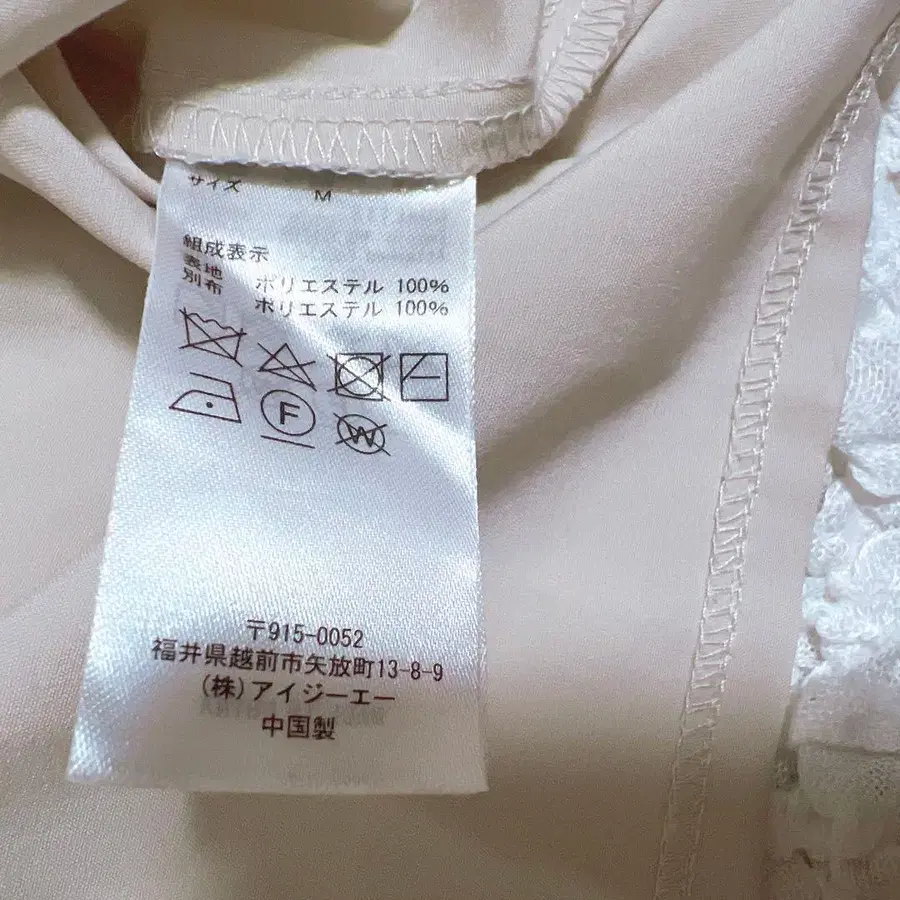 サイズ M
組成表示
表地 ポリエステル 100%
別布 ポリエステル 100%
F
W
〒915-0052
福井県越前市矢放町13-8-9
(株)アイジーエー
中国製